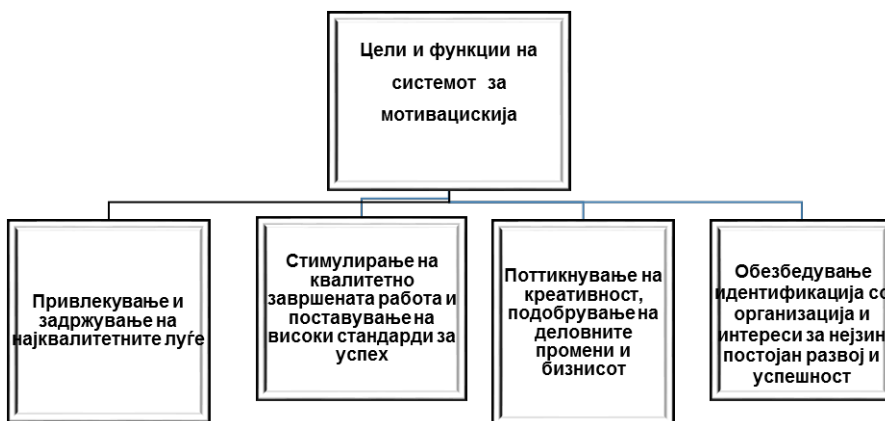 Цели и функции на
системот за
мотивацискија
Привлекување и
задржување на
најквалитетните луѓе
Стимулирање на
квалитетно
завршената работа и
поставување на
високи стандарди за
успех
Поттикнување на
креативност,
подобрување на
деловните
промени и
бизнисот
Обезбедување
идентификација со
организација и
интереси за нејзин
постојан развој и
успешност